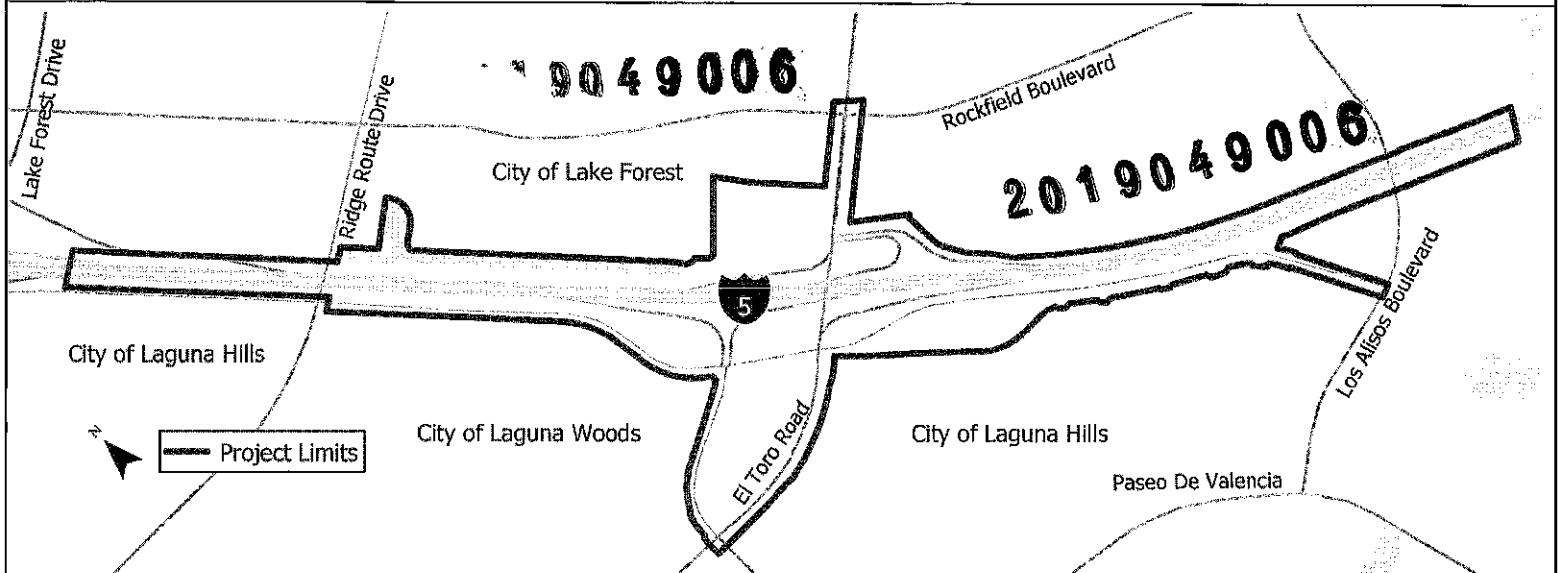 Lake Forest Drive
Ridge Route Drive
19049006
City of Lake Forest
Rockfield Boulevard
2019049006
5
City of Laguna Hills
N
Project Limits
City of Laguna Woods
El Toro Road
City of Laguna Hills
Los Alisos Boulevard
Paseo De Valencia